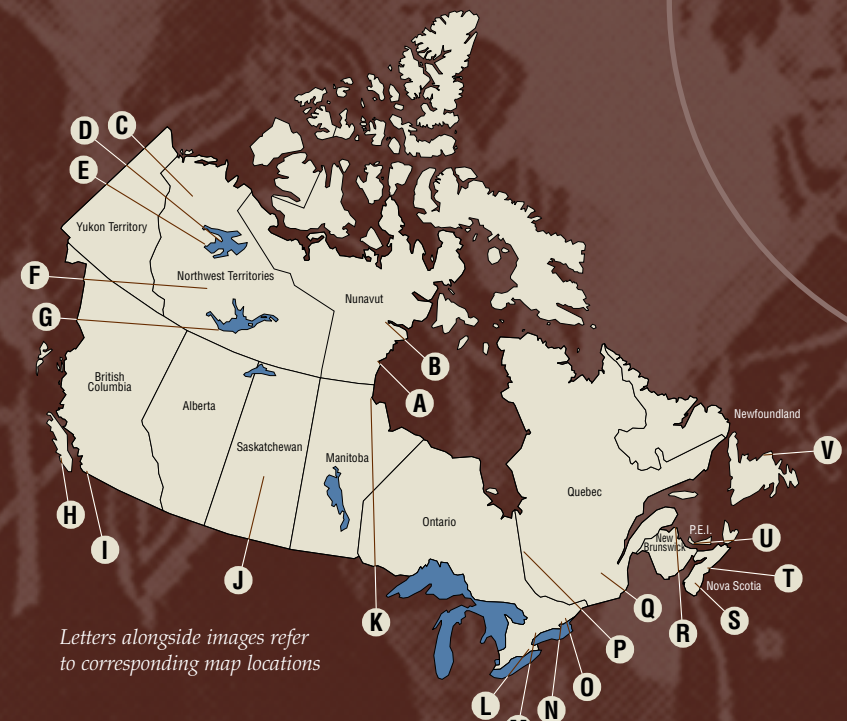 C
D
E
Yukon Territory
F
Northwest Territories
Nunavut
G
B
A
British
Columbia
Alberta
Saskatchewan
Manitoba
Newfoundland
V
Quebec
Ontario
H
I
P.E.I.
U
New
Brunswick
T
Nova Scotia
J
S
K
Q
R
P
Letters alongside images refer
to corresponding map locations
O
L
N